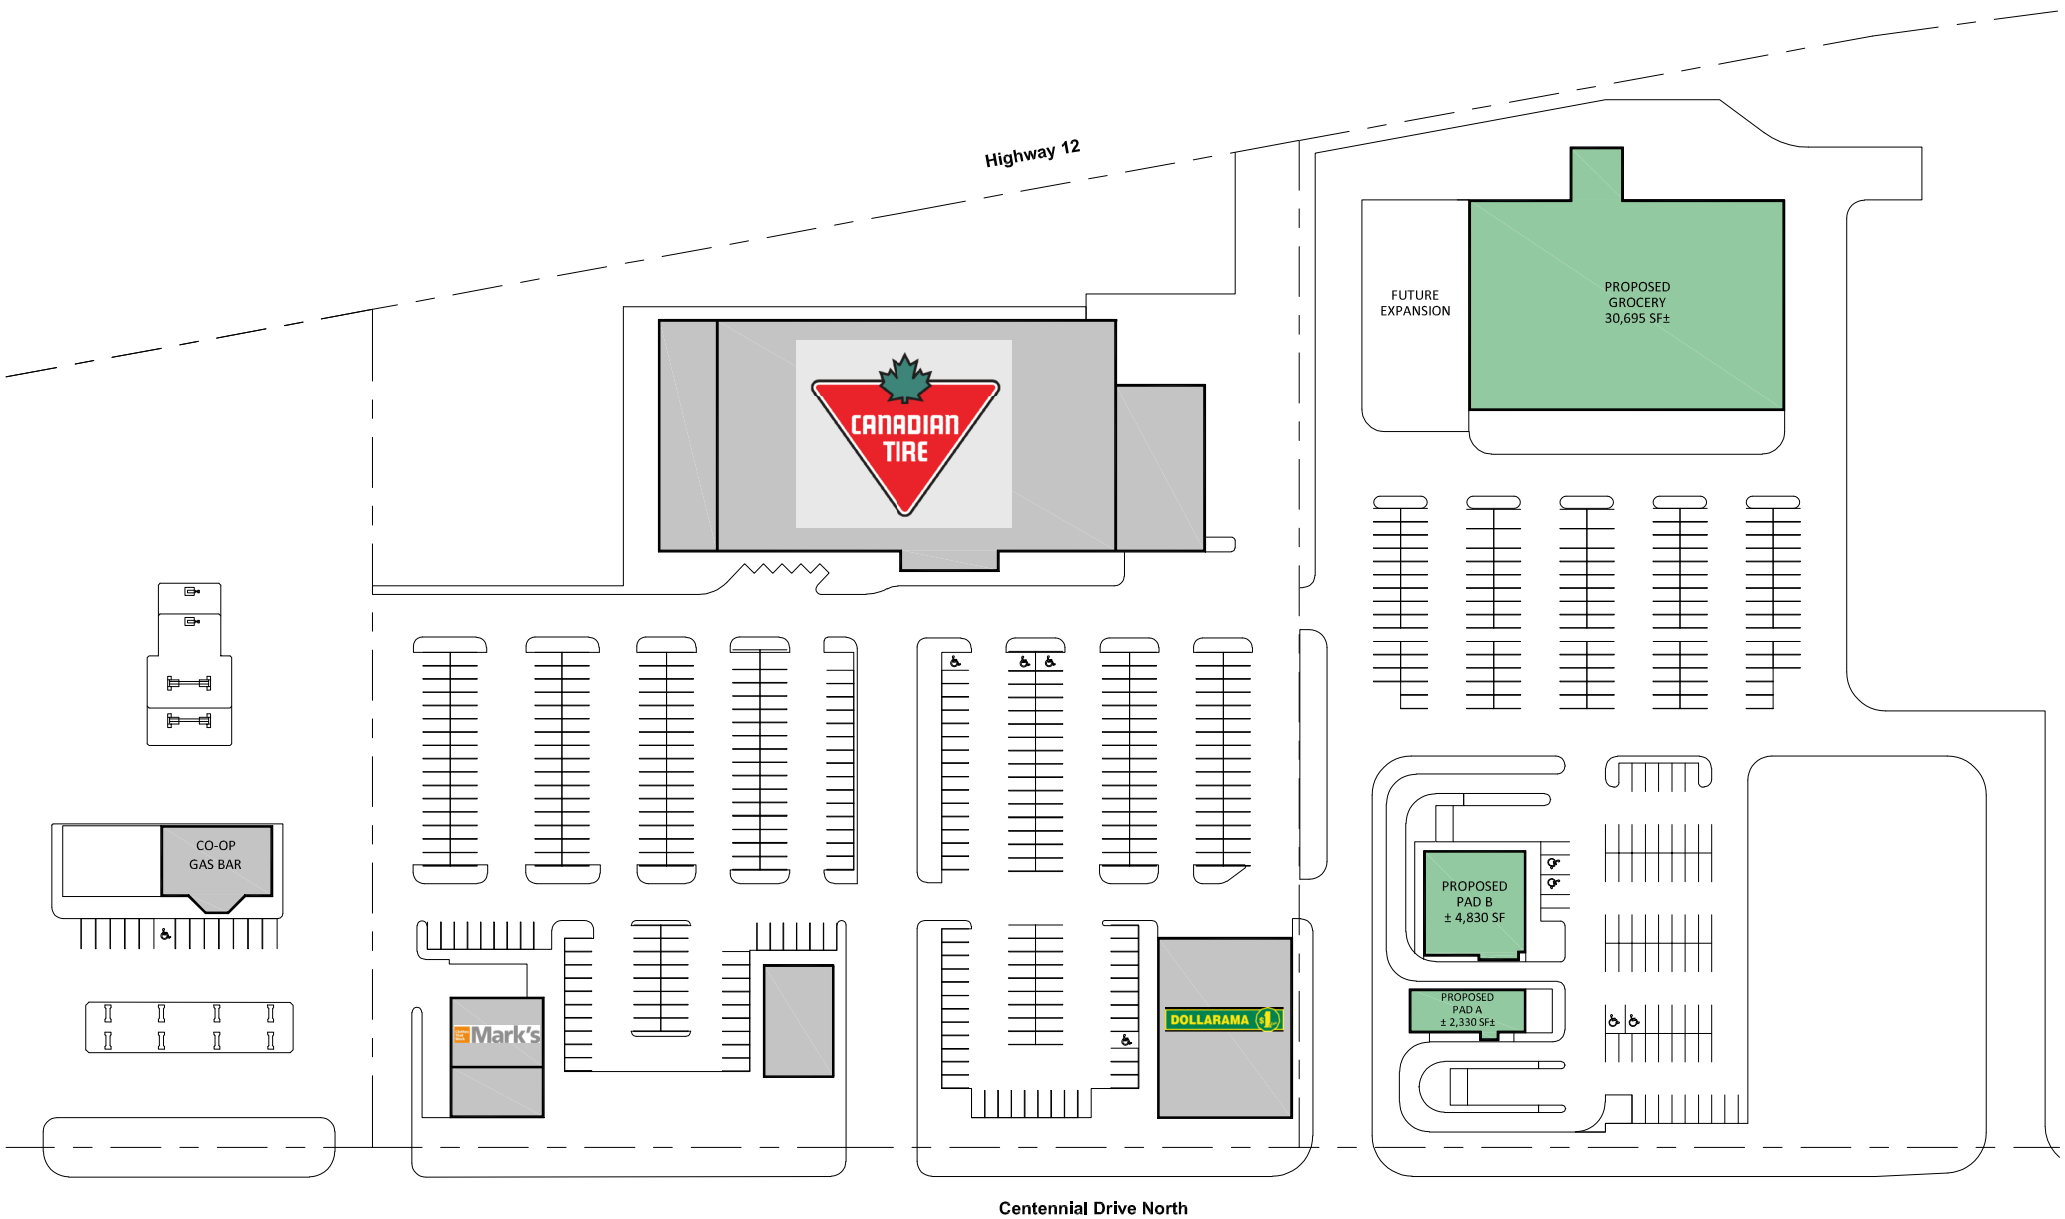 Highway 12
FUTURE
EXPANSION
PROPOSED
GROCERY
30,695 SF±
CANADIAN
TIRE
CO-OP
GAS BAR
PROPOSED
PAD B
± 4,830 SF
PROPOSED
PAD A
± 2,330 SF±
Mark's
DOLLARAMA $1
Centennial Drive North